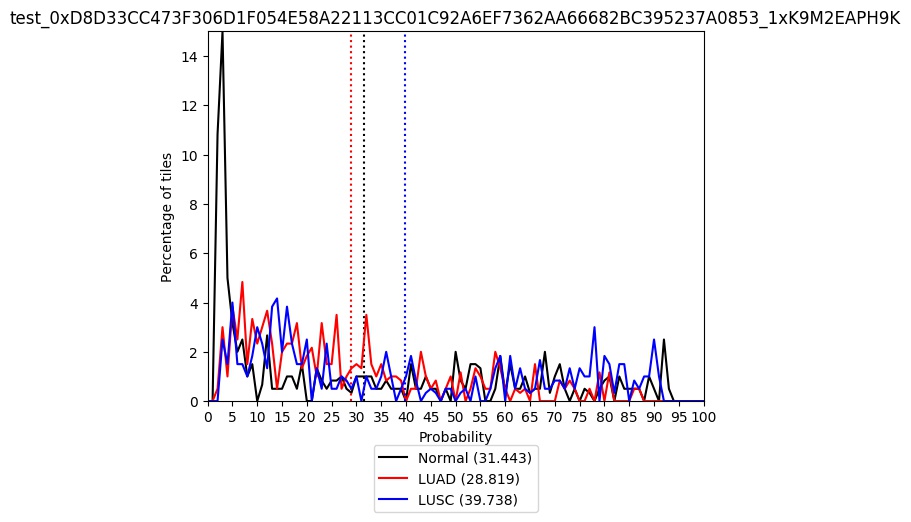 test_0xD8D33CC473F306D1F054E58A22113CC01C92A6EF7362AA66682BC395237A0853_1xK9M2EAPH9K
14
12
10
8
6
4
2
0
Percentage of tiles
0 5 10 15 20 25 30 35 40 45 50 55 60 65 70 75 80 85 90 95 100
Probability
Normal (31.443)
LUAD (28.819)
LUSC (39.738)